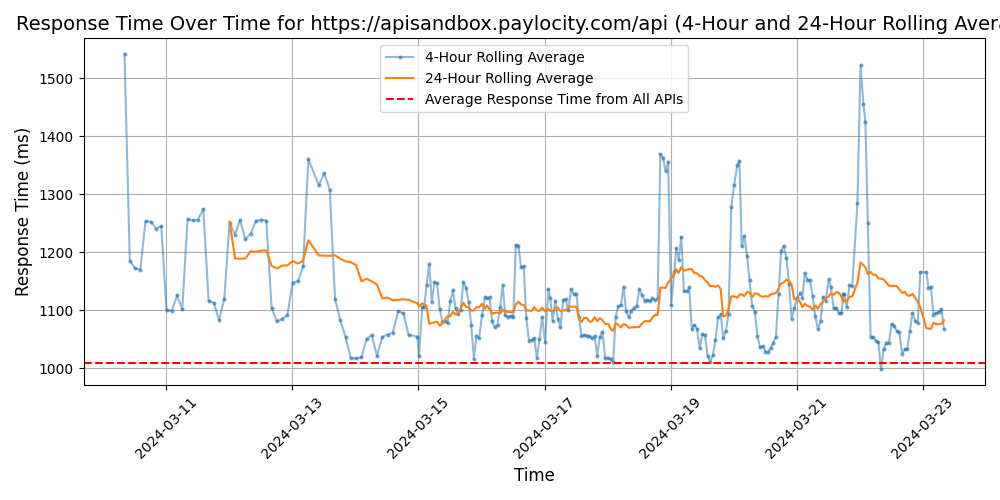 Response Time Over Time for https://apisandbox.paylocity.com/api (4-Hour and 24-Hour Rolling Avera
4-Hour Rolling Average
24-Hour Rolling Average
Average Response Time from All APIs
Response Time (ms)
1500
1400
1300
1200
1100
1000
2024-03-11
2024-03-13
2024-03-15
2024-03-17
2024-03-19
2024-03-21
2024-03-23
Time